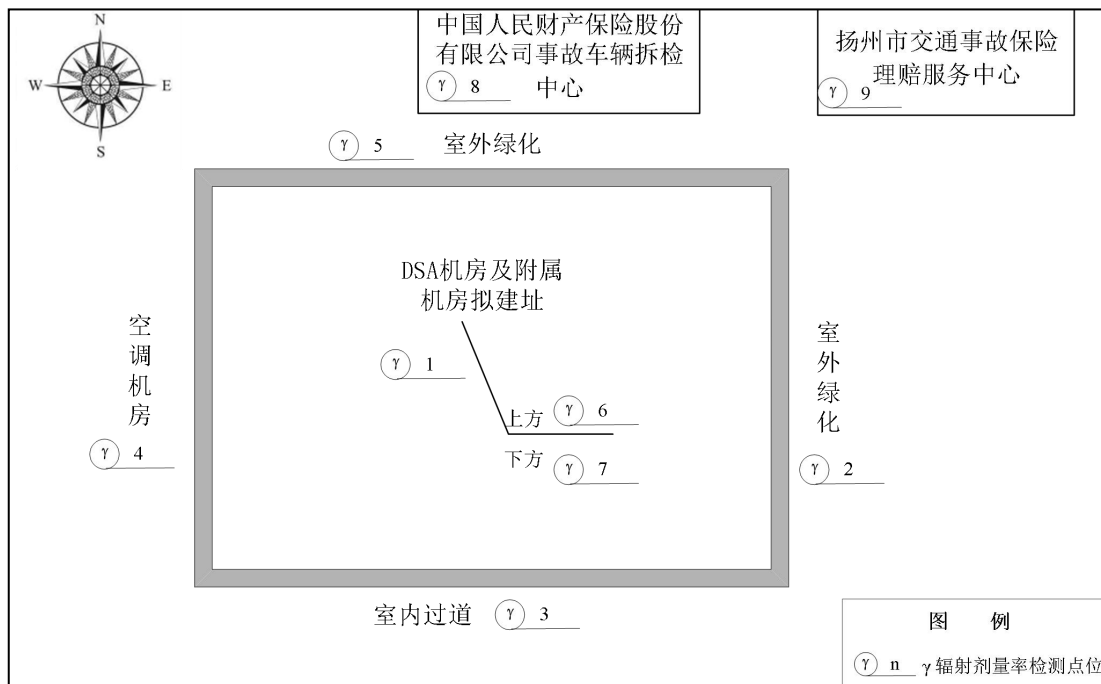 N
W
E
S
中国人民财产保险股份
有限公司事故车辆拆检
中心
γ 8
扬州市交通事故保险
理赔服务中心
γ 9
γ 5
室外绿化
DSA机房及附属
机房拟建址
空调机房
γ 4
γ 1
上方
γ 6
下方
γ 7
室外绿化
γ 2
室内过道
γ 3
图 例
γ n γ辐射剂量率检测点位